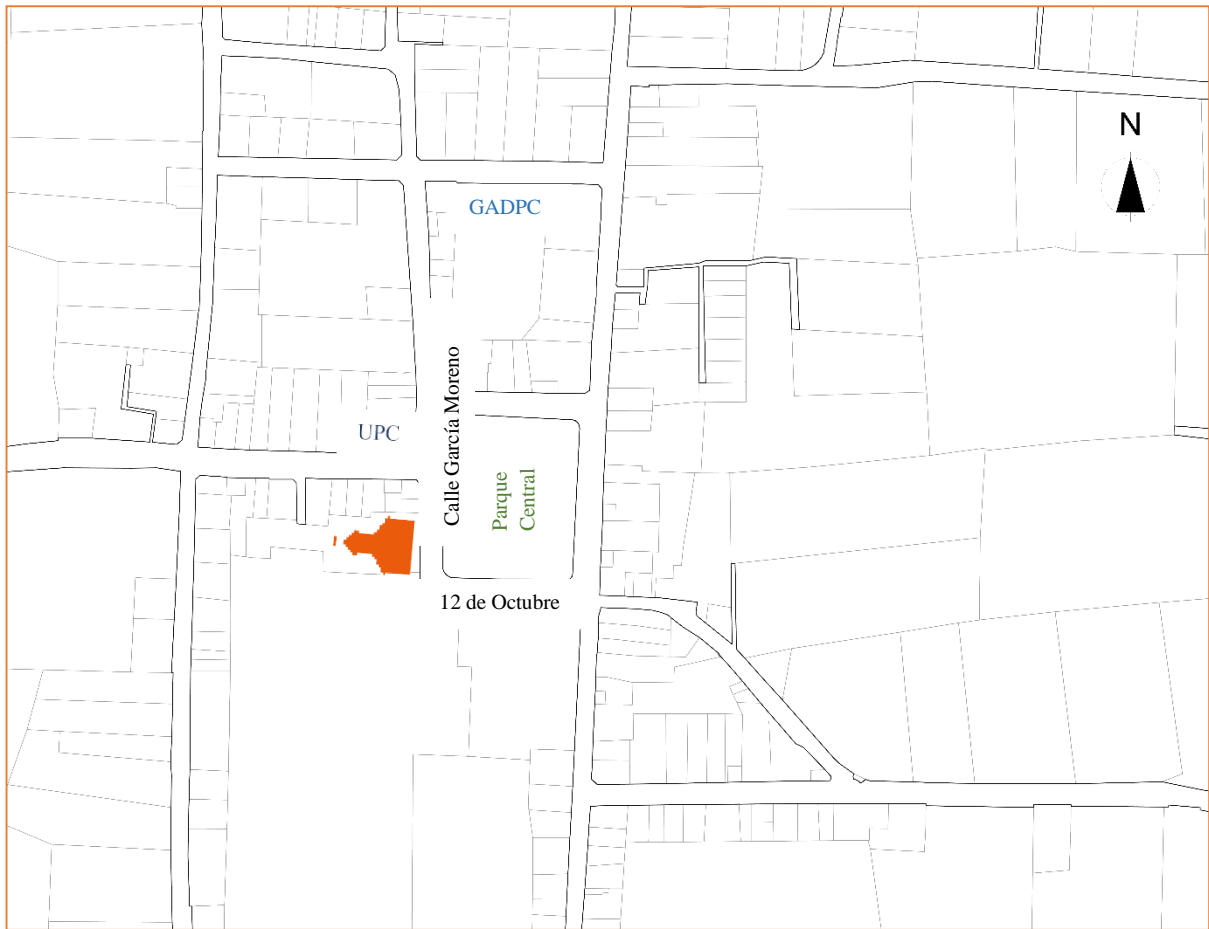 N
GADPC
Calle García Moreno
UPC
Parque
Central
12 de Octubre